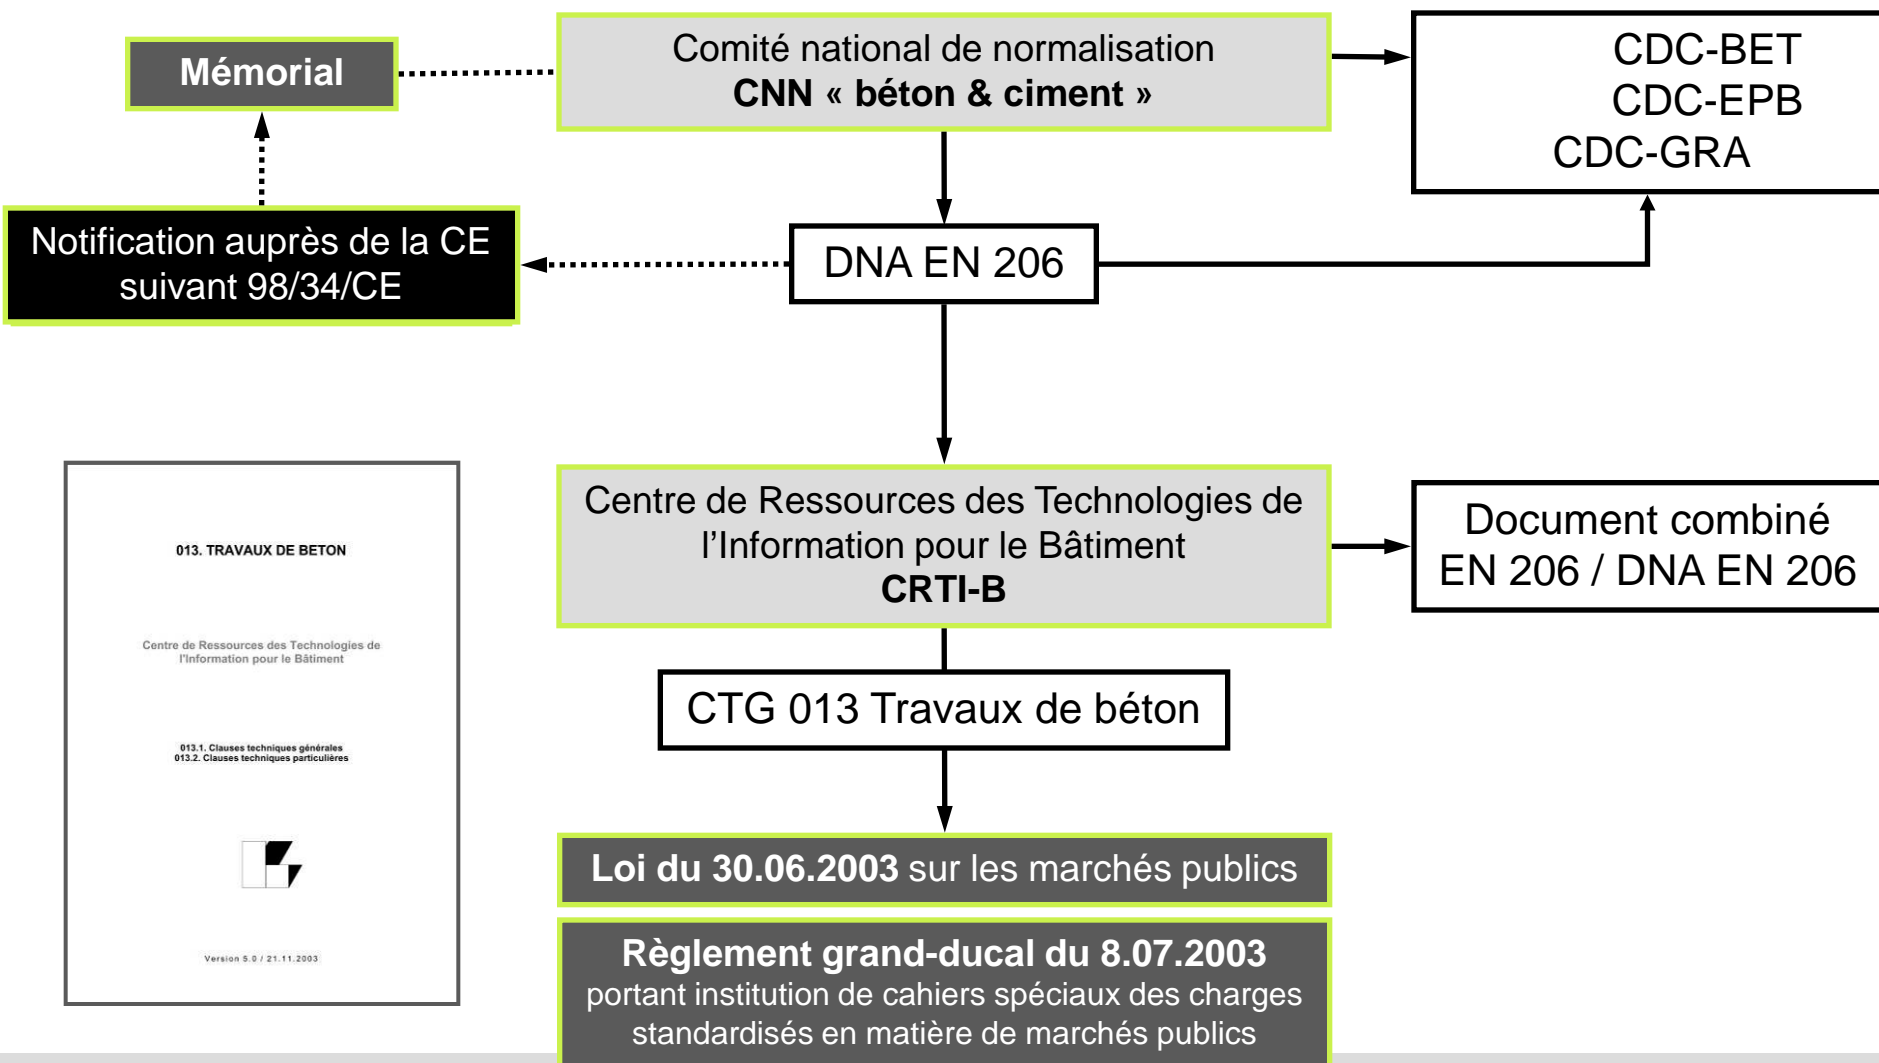 Mémorial
Comité national de normalisation
CNN « béton & ciment »
CDC-BET
CDC-EPB
CDC-GRA
Notification auprès de la CE
suivant 98/34/CE
DNA EN 206
013. TRAVAUX DE BETON
Centre de Ressources des Technologies de
l'Information pour le Bâtiment
013.1. Clauses techniques générales
013.2. Clauses techniques particulières
Version 5.0 / 21.11.2003
Centre de Ressources des Technologies de
l’Information pour le Bâtiment
CRTI-B
Document combiné
EN 206 / DNA EN 206
CTG 013 Travaux de béton
Loi du 30.06.2003 sur les marchés publics
Règlement grand-ducal du 8.07.2003
portant institution de cahiers spéciaux des charges
standardisés en matière de marchés publics